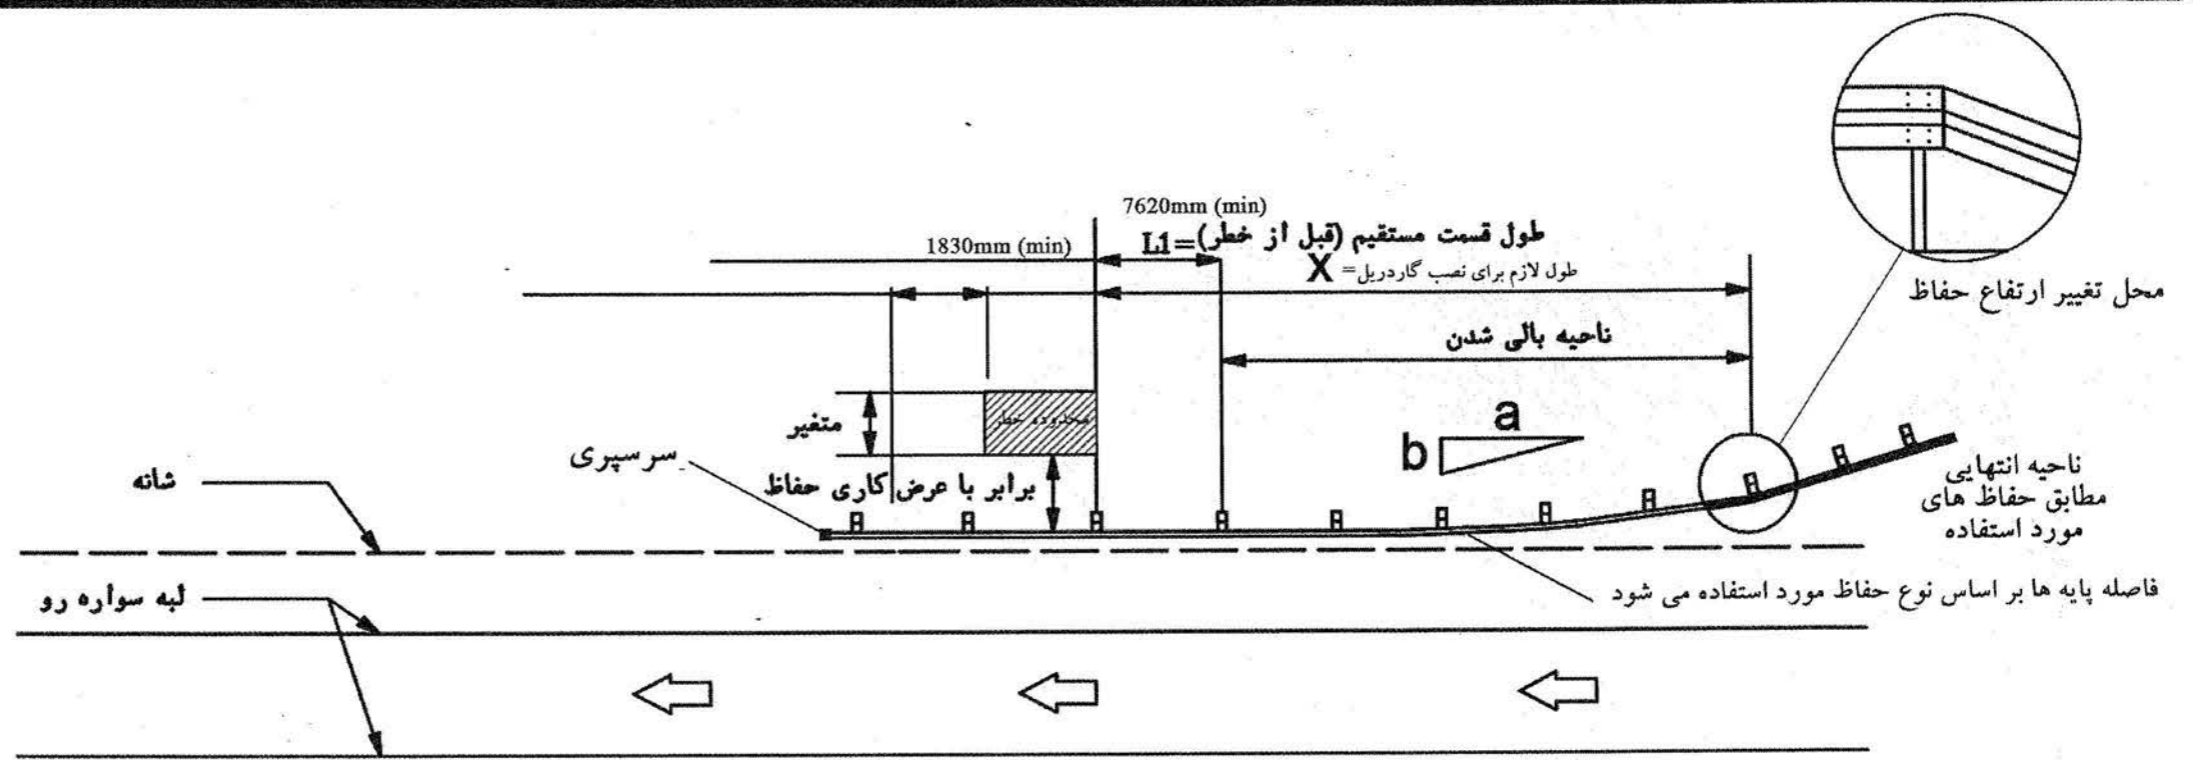 7620mm (min)
طول قسمت مستقیم (قبل از خطر)=L1
1830mm (min)
طول لازم برای نصب گاردریل= X
محل تغییر ارتفاع حفاظ
ناحیه بالی شدن
a
b
محدوده خطر
متغیر
سرسپری
برابر با عرض کاری حفاظ
ناحیه انتهایی
مطابق حفاظ های
مورد استفاده
شانه
فاصله پایه ها بر اساس نوع حفاظ مورد استفاده می شود
لبه سواره رو